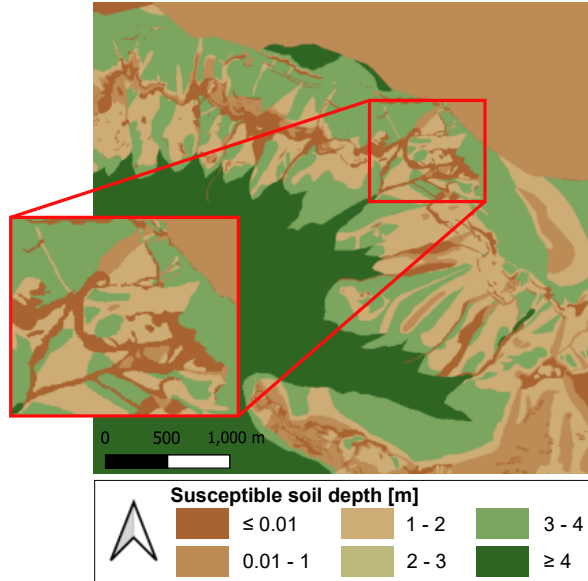 0 500 1,000 m
Susceptible soil depth [m]
≤ 0.01 1 - 2 3 - 4
0.01 - 1 2 - 3 ≥ 4